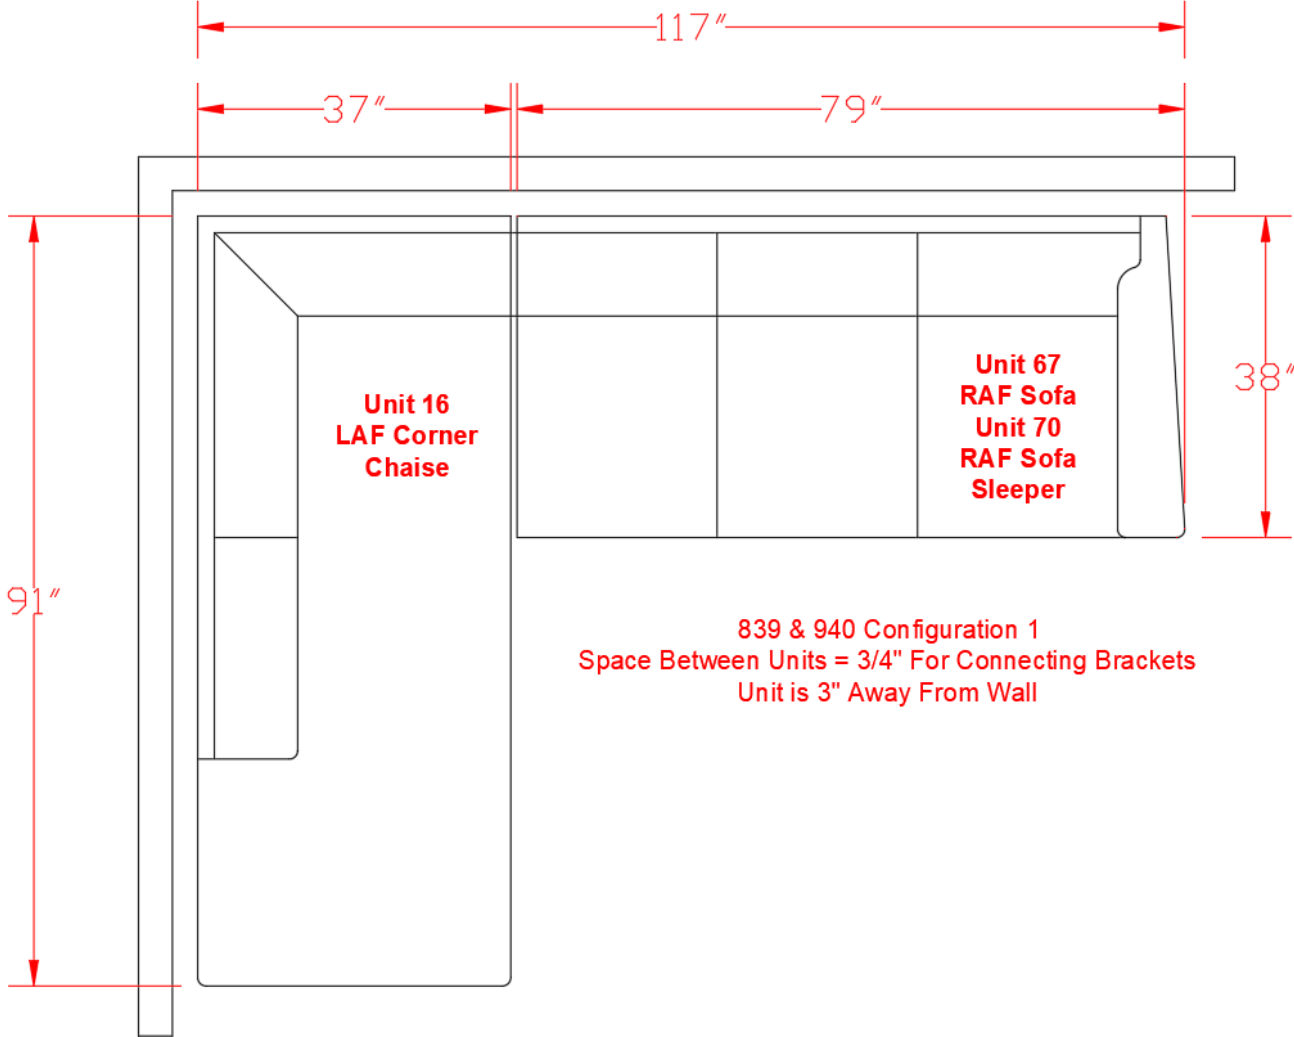 117"
37"
79"
38"
Unit 67
RAF Sofa
Unit 70
RAF Sofa
Sleeper
Unit 16
LAF Corner
Chaise
91"
839 & 940 Configuration 1
Space Between Units = 3/4" For Connecting Brackets
Unit is 3" Away From Wall